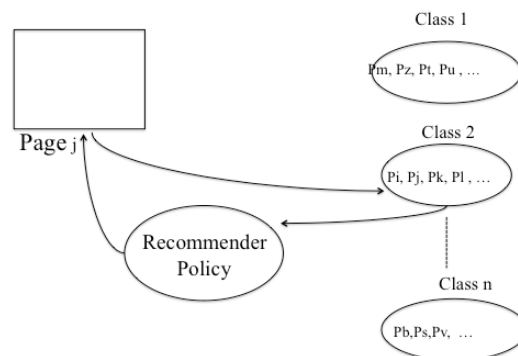 Class 1
Pm, Pz, Pt, Pu , ...
Page j
Class 2
Pi, Pj, Pk, Pl , ...
Recommender
Policy
Class n
Pb,Ps,Pv, ...